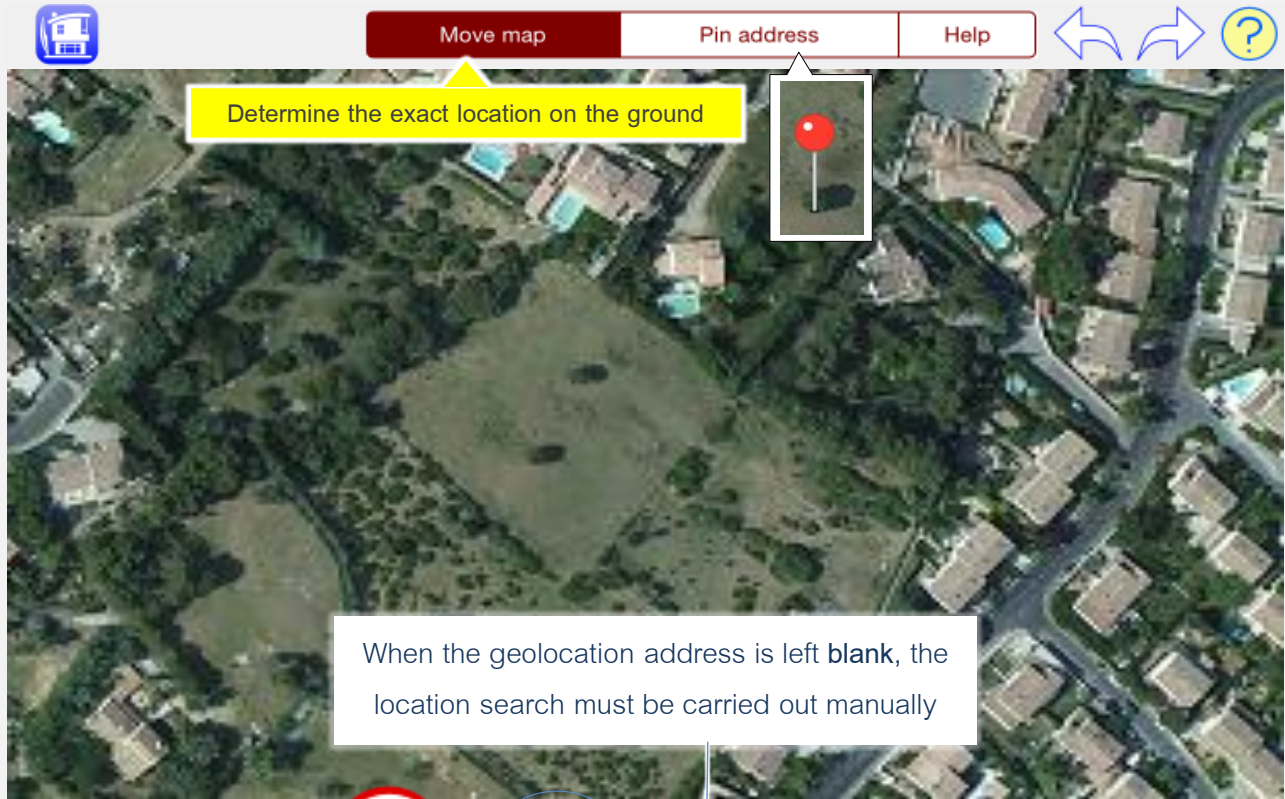 Move map
Pin address
Help
?
Determine the exact location on the ground
When the geolocation address is left blank, the
location search must be carried out manually